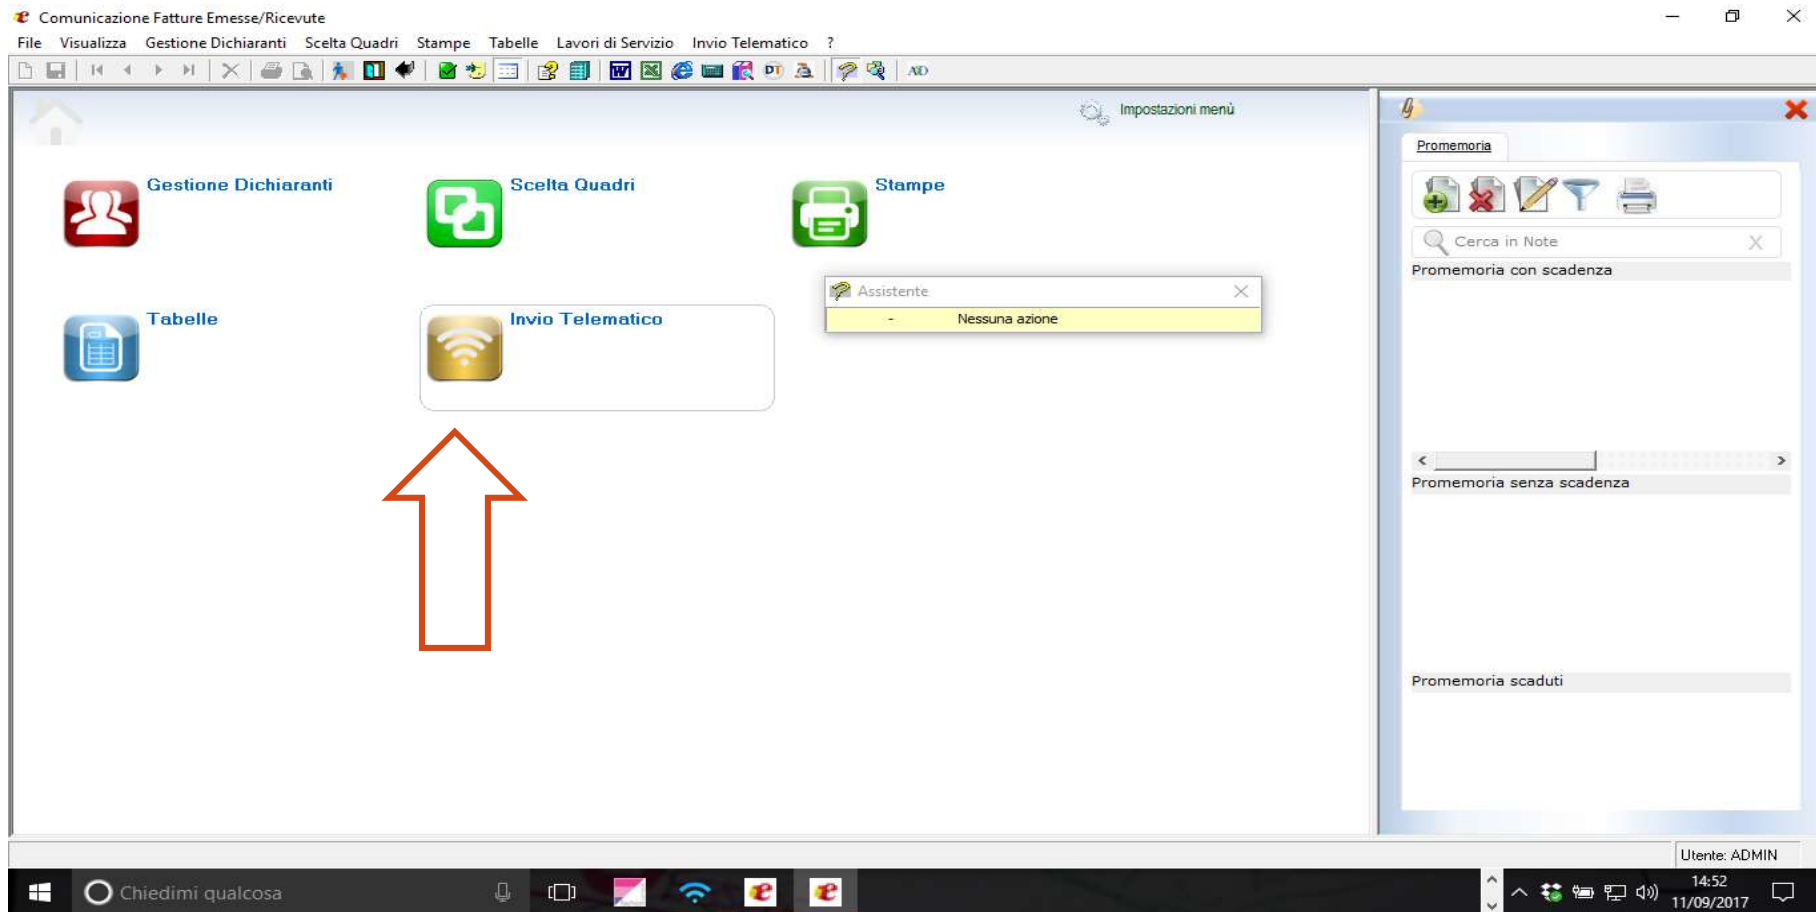 Comunicazione Fatture Emesse/Ricevute
File Visualizza Gestione Dichiaranti Scelta Quadri Stampe Tabelle Lavori di Servizio Invio Telematico ?
Impostazioni menù
Promemoria
Gestione Dichiaranti
Scelta Quadri
Stampe
Cerca in Note X
Promemoria con scadenza
Assistente
- Nessuna azione
Tabelle
Invio Telematico
Promemoria senza scadenza
Promemoria scaduti
Utente: ADMIN
Chiedimi qualcosa
14:52
11/09/2017